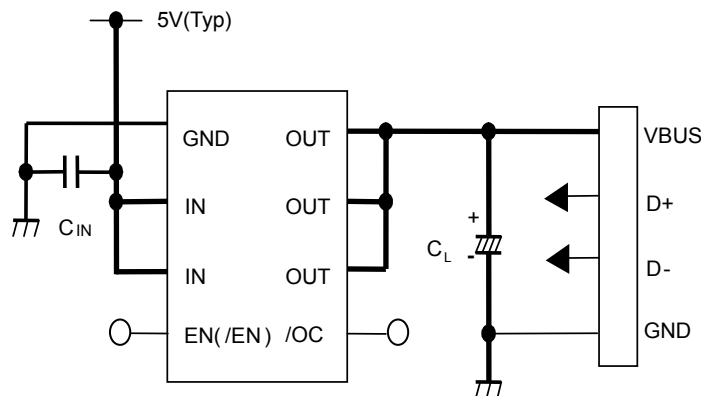 5V(Typ)
GND OUT VBUS
IN OUT D+
CIN
+
CL
-
IN OUT D-
EN(/EN) /OC GND